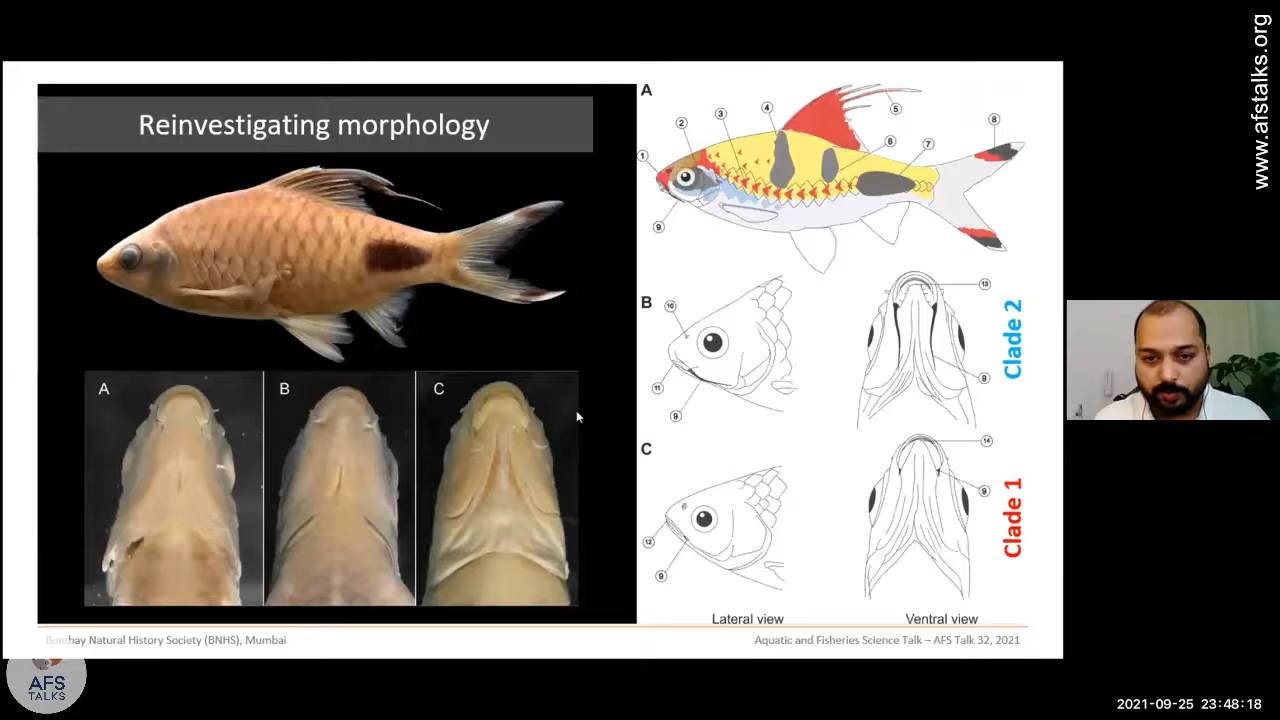 www.afstalks.org
Reinvestigating morphology
A
B
C
A
1
2
3
4
5
6
7
8
9
B
10
11
9
13
9
Clade 2
C
12
9
14
9
Clade 1
Lateral view
Ventral view
Bombay Natural History Society (BNHS), Mumbai
Aquatic and Fisheries Science Talk – AFS Talk 32, 2021
AFS
TALKS
2021-09-25 23:48:18